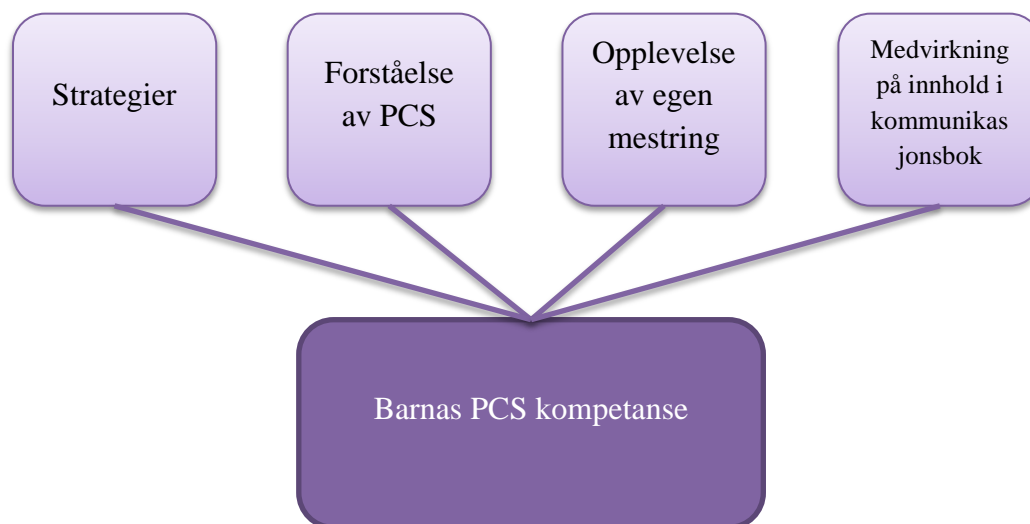 Strategier
Forståelse
av PCS
Opplevelse
av egen
mestring
Medvirkning
på innhold i
kommunikas
jonsbok
Barnas PCS kompetanse